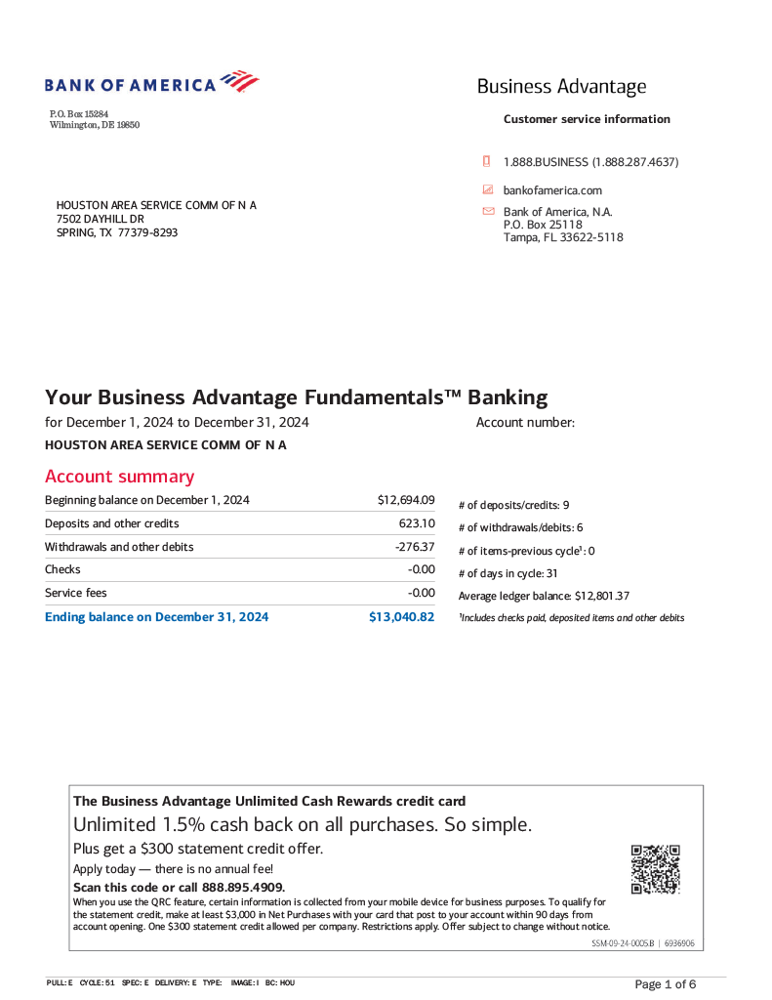 BANK OF AMERICA
P.O. Box 15284
Wilmington, DE 19850
Business Advantage
Customer service information
1.888.BUSINESS (1.888.287.4637)
bankofamerica.com
Bank of America, N.A.
P.O. Box 25118
Tampa, FL 33622-5118
HOUSTON AREA SERVICE COMM OF N A
7502 DAYHILL DR
SPRING, TX 77379-8293
Your Business Advantage Fundamentals™ Banking
for December 1, 2024 to December 31, 2024 Account number:
HOUSTON AREA SERVICE COMM OF N A
Account summary
Beginning balance on December 1, 2024 $12,694.09
Deposits and other credits 623.10
Withdrawals and other debits -276.37
Checks -0.00
Service fees -0.00
Ending balance on December 31, 2024 $13,040.82
# of deposits/credits: 9
# of withdrawals/debits: 6
# of items-previous cycle¹: 0
# of days in cycle: 31
Average ledger balance: $12,801.37
¹Includes checks paid, deposited items and other debits
The Business Advantage Unlimited Cash Rewards credit card
Unlimited 1.5% cash back on all purchases. So simple.
Plus get a $300 statement credit offer.
Apply today — there is no annual fee!
Scan this code or call 888.895.4909.
When you use the QRC feature, certain information is collected from your mobile device for business purposes. To qualify for
the statement credit, make at least $3,000 in Net Purchases with your card that post to your account within 90 days from
account opening. One $300 statement credit allowed per company. Restrictions apply. Offer subject to change without notice.
SSM-09-24-0005.B | 6936906
PULL: E CYCLE: 51 SPEC: E DELIVERY: E TYPE: IMAGE: I BC: HOU
Page 1 of 6